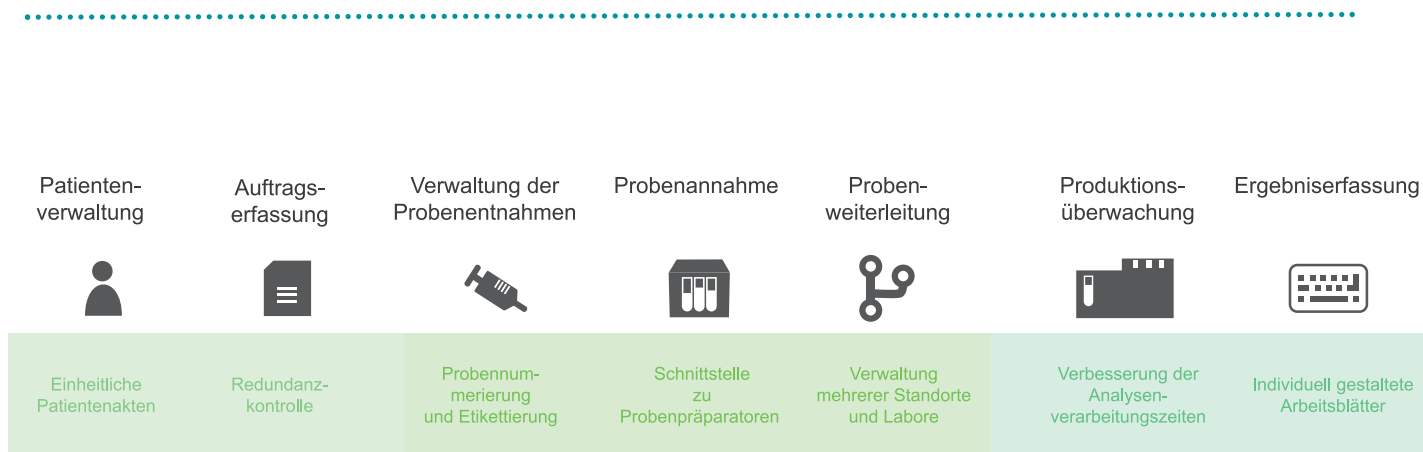 Patienten-
verwaltung
Auftrags-
erfassung
Verwaltung der
Probenentnahmen
Probenannahme
Proben-
weiterleitung
Produktions-
überwachung
Ergebniserfassung
Einheitliche
Patientenakten
Redundanz-
kontrolle
Probennum-
merierung
und Etikettierung
Schnittstelle
zu
Probenpräparatoren
Verwaltung
mehrerer Standorte
und Labore
Verbesserung der
Analysen-
verarbeitungszeiten
Individuell gestaltete
Arbeitsblätter